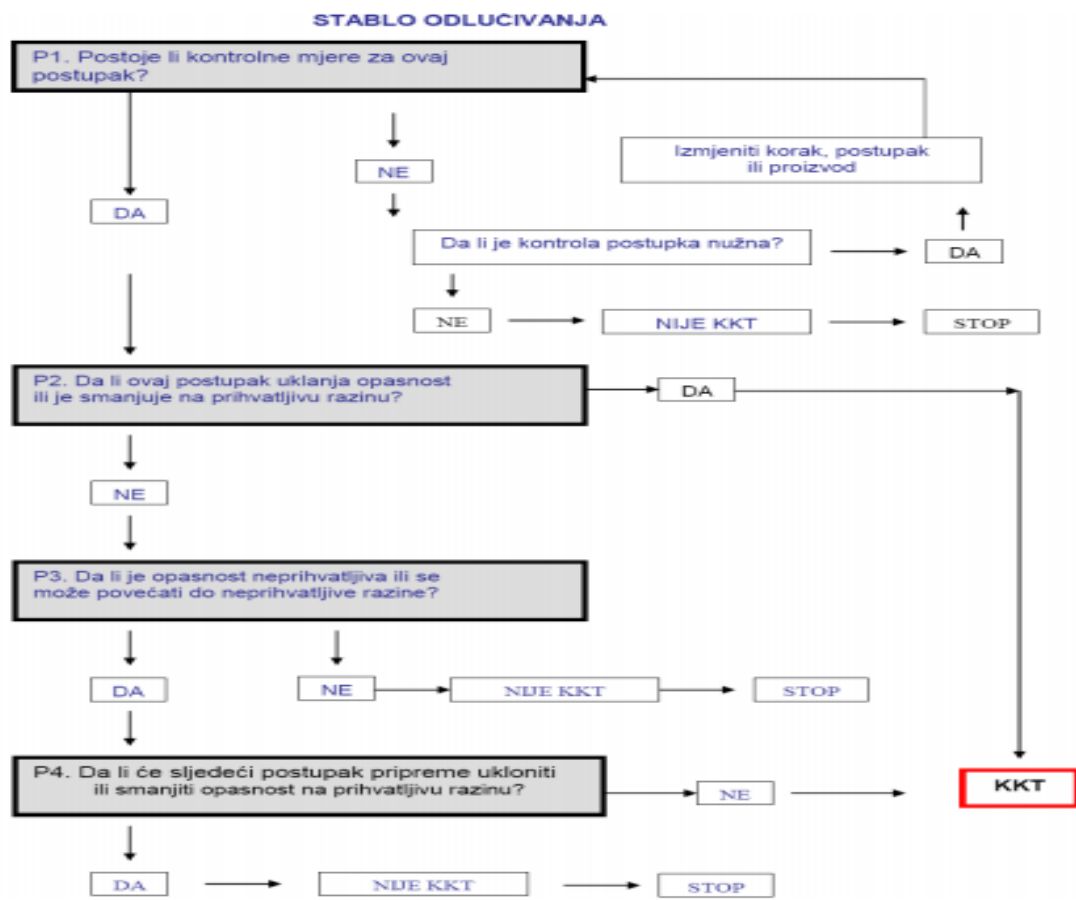 STABLO ODLUČIVANJA
P1. Postoje li kontrolne mjere za ovaj
postupak?
Izmjeniti korak, postupak
ili proizvod
NE
DA
Da li je kontrola postupka nužna?
DA
NE
NIJE KKT
STOP
P2. Da li ovaj postupak uklanja opasnost
ili je smanjuje na prihvatljivu razinu?
DA
NE
P3. Da li je opasnost neprihvatljiva ili se
može povećati do neprihvatljive razine?
DA
NE
NIJE KKT
STOP
P4. Da li će sljedeći postupak pripreme ukloniti
ili smanjiti opasnost na prihvatljivu razinu?
NE
KKT
DA
NIJE KKT
STOP